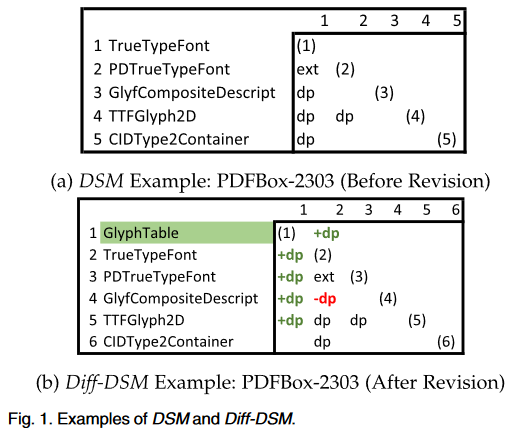 1 2 3 4 5
1 TrueTypeFont (1)
2 PDTrueTypeFont ext (2)
3 GlyfCompositeDescript dp (3)
4 TTFGlyph2D dp dp (4)
5 CIDType2Container dp (5)
(a) DSM Example: PDFBox-2303 (Before Revision)
1 2 3 4 5 6
1 GlyphTable (1) +dp
2 TrueTypeFont +dp (2)
3 PDTrueTypeFont +dp ext (3)
4 GlyfCompositeDescript +dp -dp (4)
5 TTFGlyph2D +dp dp dp (5)
6 CIDType2Container dp (6)
(b) Diff-DSM Example: PDFBox-2303 (After Revision)
Fig. 1. Examples of DSM and Diff-DSM.